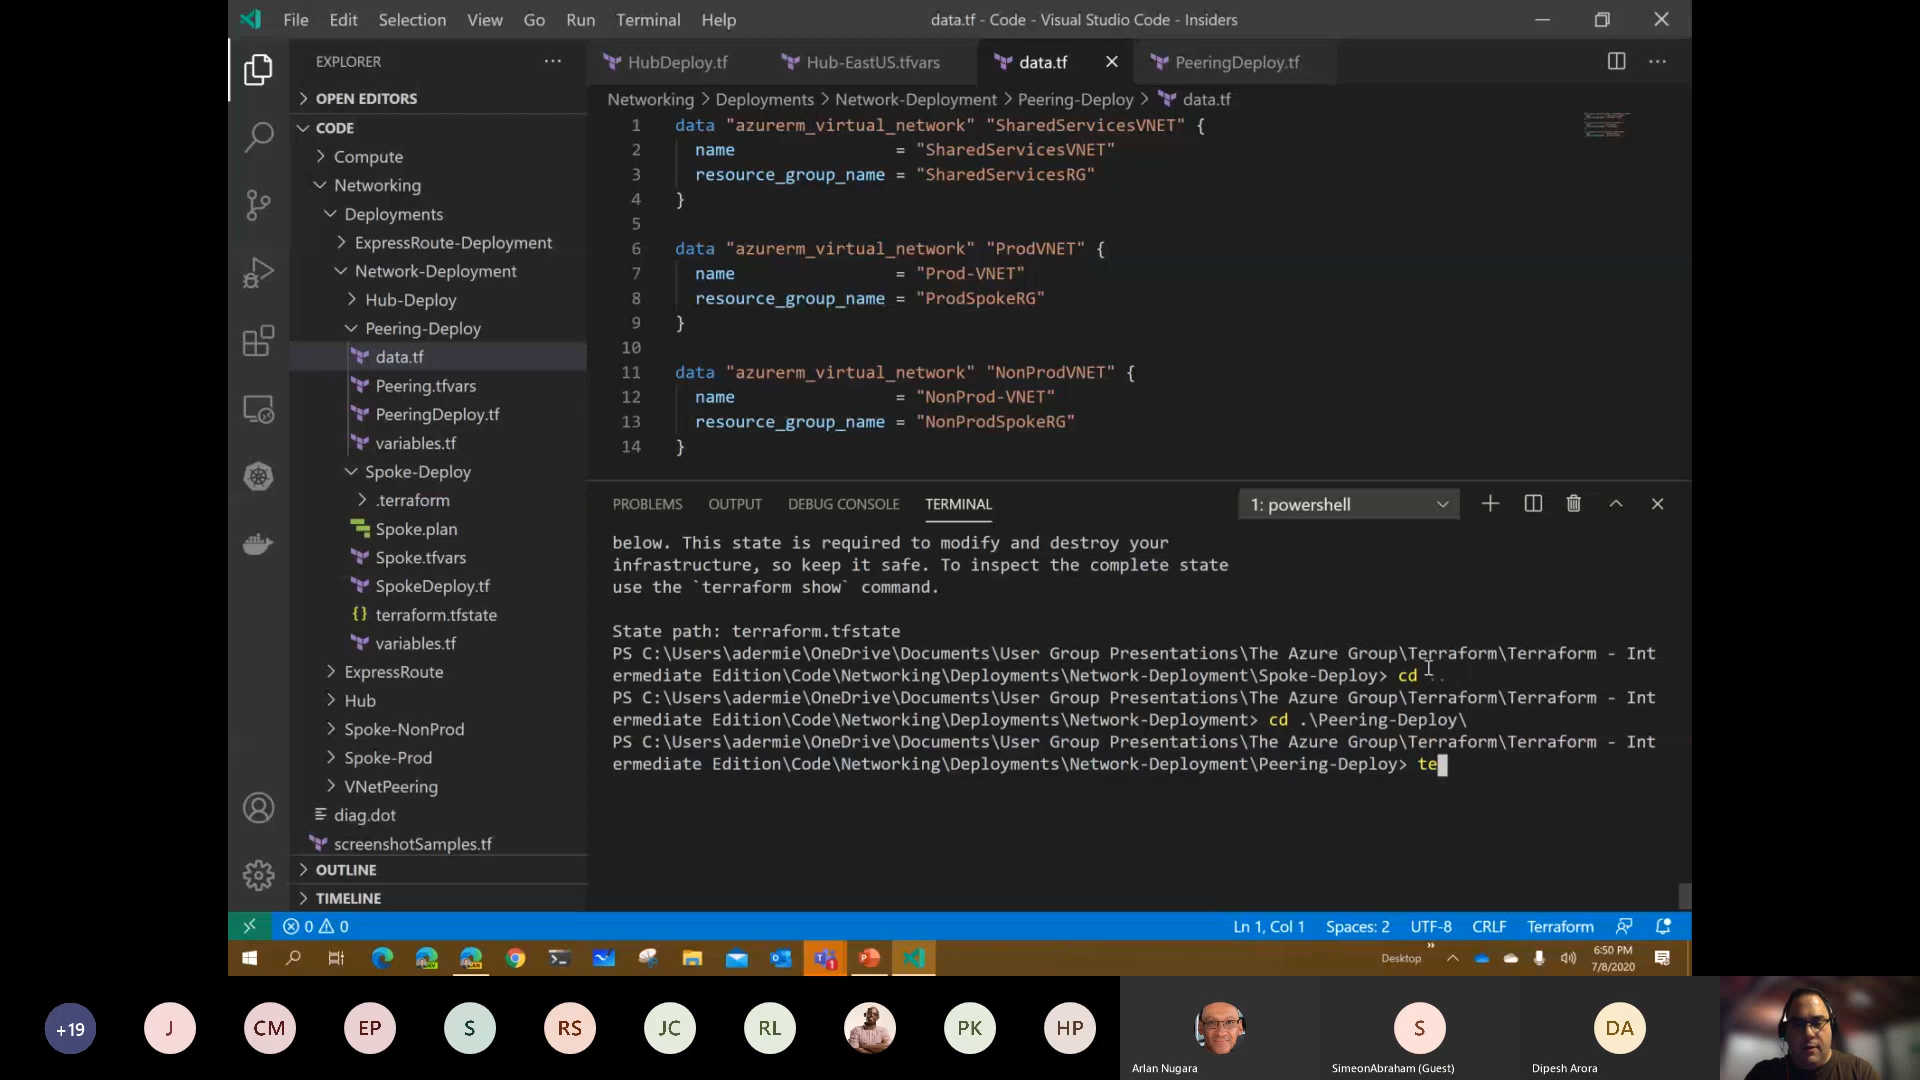 File Edit Selection View Go Run Terminal Help
data.tf - Code - Visual Studio Code - Insiders
EXPLORER
HubDeploy.tf
Hub-EastUS.tfvars
data.tf
PeeringDeploy.tf
OPEN EDITORS
CODE
Compute
Networking
Deployments
ExpressRoute-Deployment
Network-Deployment
Hub-Deploy
Peering-Deploy
data.tf
Peering.tfvars
PeeringDeploy.tf
variables.tf
Spoke-Deploy
.terraform
Spoke.plan
Spoke.tfvars
SpokeDeploy.tf
terraform.tfstate
variables.tf
ExpressRoute
Hub
Spoke-NonProd
Spoke-Prod
VNetPeering
diag.dot
screenshotSamples.tf
OUTLINE
TIMELINE
Networking > Deployments > Network-Deployment > Peering-Deploy > data.tf
1 data "azurerm_virtual_network" "SharedServicesVNET" {
2 name = "SharedServicesVNET"
3 resource_group_name = "SharedServicesRG"
4 }
5
6 data "azurerm_virtual_network" "ProdVNET" {
7 name = "Prod-VNET"
8 resource_group_name = "ProdSpokeRG"
9 }
10
11 data "azurerm_virtual_network" "NonProdVNET" {
12 name = "NonProd-VNET"
13 resource_group_name = "NonProdSpokeRG"
14 }
PROBLEMS OUTPUT DEBUG CONSOLE TERMINAL
1: powershell
below. This state is required to modify and destroy your
infrastructure, so keep it safe. To inspect the complete state
use the `terraform show` command.
State path: terraform.tfstate
PS C:\Users\adermie\OneDrive\Documents\User Group Presentations\The Azure Group\Terraform\Terraform - Int
ermediate Edition\Code\Networking\Deployments\Network-Deployment\Spoke-Deploy> cd ..
PS C:\Users\adermie\OneDrive\Documents\User Group Presentations\The Azure Group\Terraform\Terraform - Int
ermediate Edition\Code\Networking\Deployments\Network-Deployment> cd .\Peering-Deploy\
PS C:\Users\adermie\OneDrive\Documents\User Group Presentations\The Azure Group\Terraform\Terraform - Int
ermediate Edition\Code\Networking\Deployments\Network-Deployment\Peering-Deploy> te
0 0
Ln 1, Col 1 Spaces: 2 UTF-8 CRLF Terraform
Desktop
6:50 PM
7/8/2020
+19 J CM EP S RS JC RL PK HP S DA
Arlan Nugara
SimeonAbraham (Guest)
Dipesh Arora